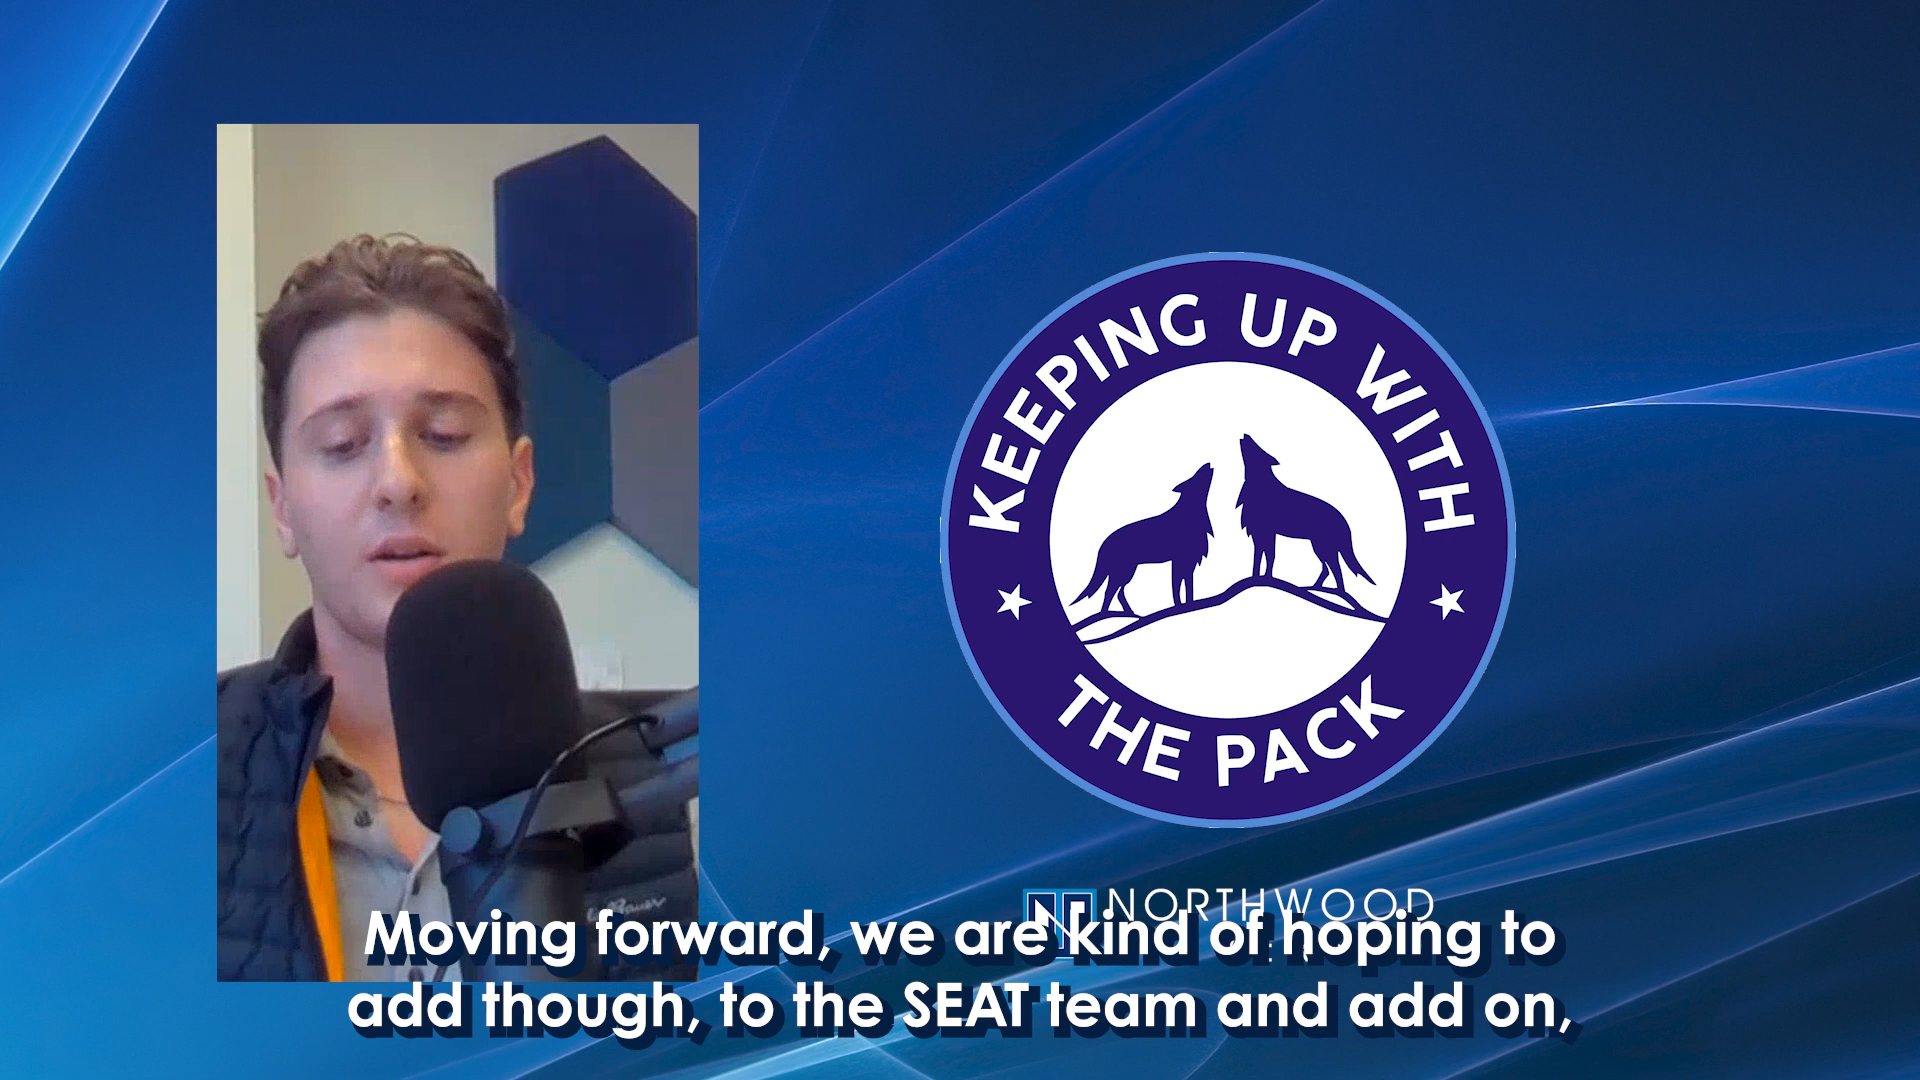 KEEPING UP WITH
THE PACK
NORTHWOOD
Moving forward, we are kind of hoping to
add though, to the SEAT team and add on,